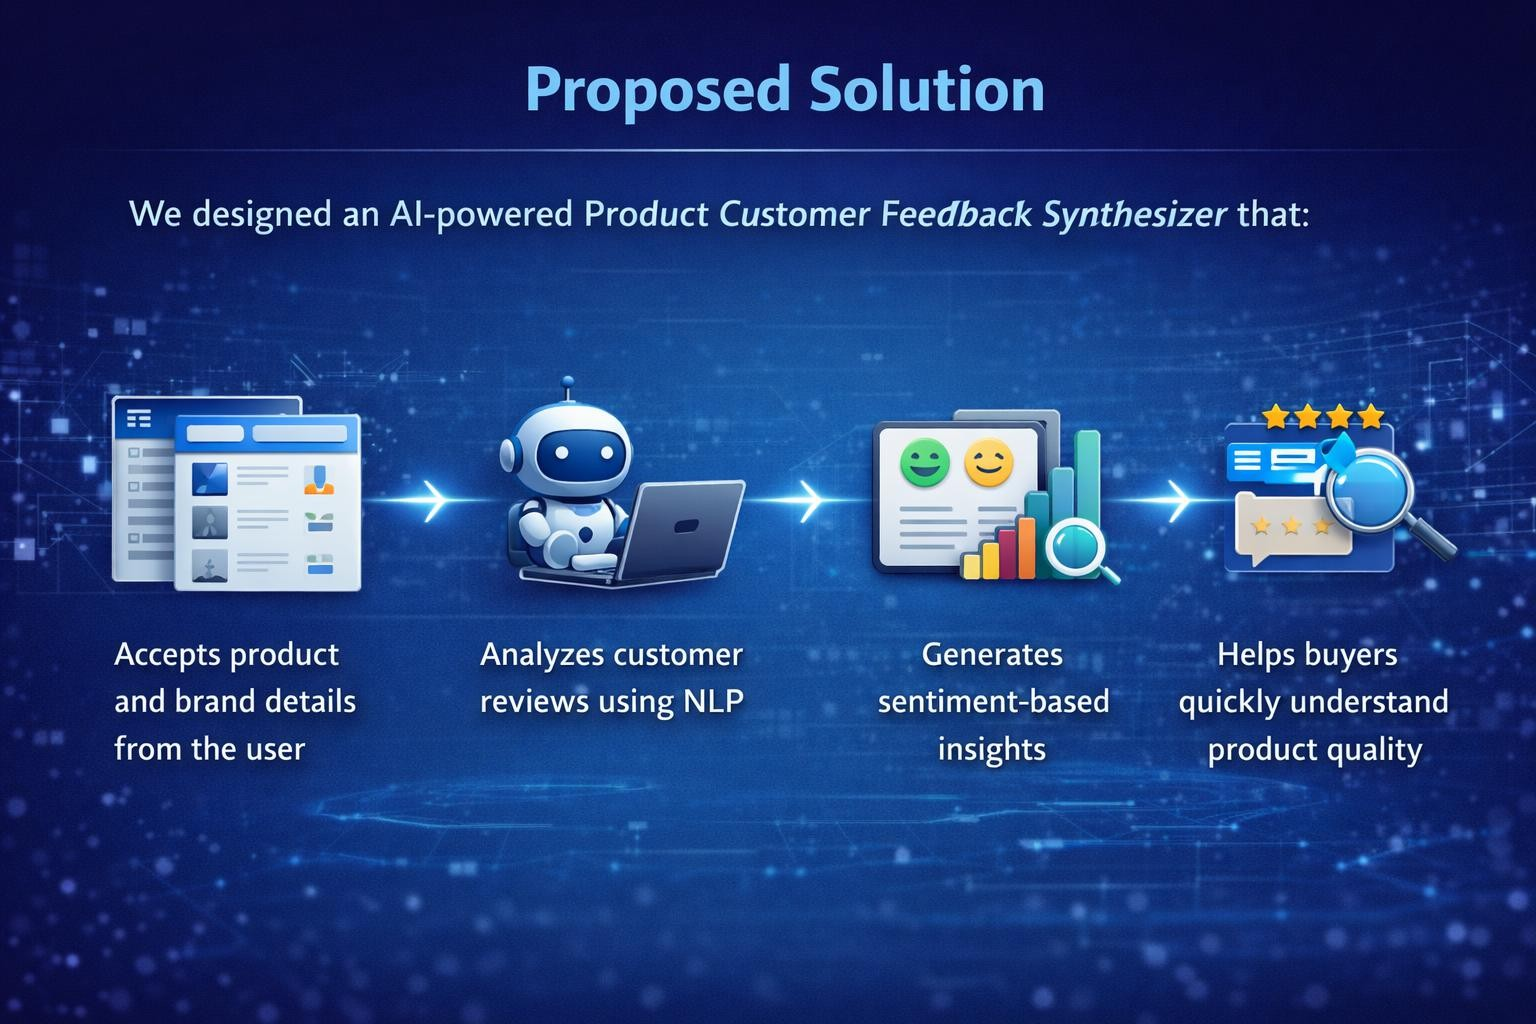 Proposed Solution
We designed an AI-powered Product Customer Feedback Synthesizer that:
Accepts product
and brand details
from the user
Analyzes customer
reviews using NLP
Generates
sentiment-based
insights
Helps buyers
quickly understand
product quality